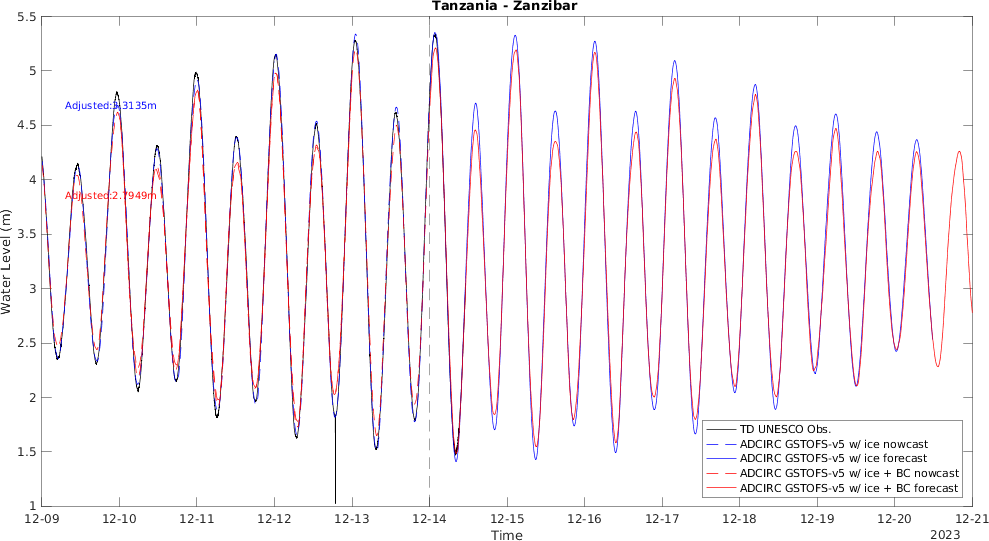 Tanzania - Zanzibar
5.5
5
4.5
4
3.5
3
2.5
2
1.5
1
Water Level (m)
Adjusted:3.3135m
Adjusted:2.7949m
TD UNESCO Obs.
ADCIRC GSTOFS-v5 w/ ice nowcast
ADCIRC GSTOFS-v5 w/ ice forecast
ADCIRC GSTOFS-v5 w/ ice + BC nowcast
ADCIRC GSTOFS-v5 w/ ice + BC forecast
12-09 12-10 12-11 12-12 12-13 12-14 12-15 12-16 12-17 12-18 12-19 12-20 12-21
Time
2023